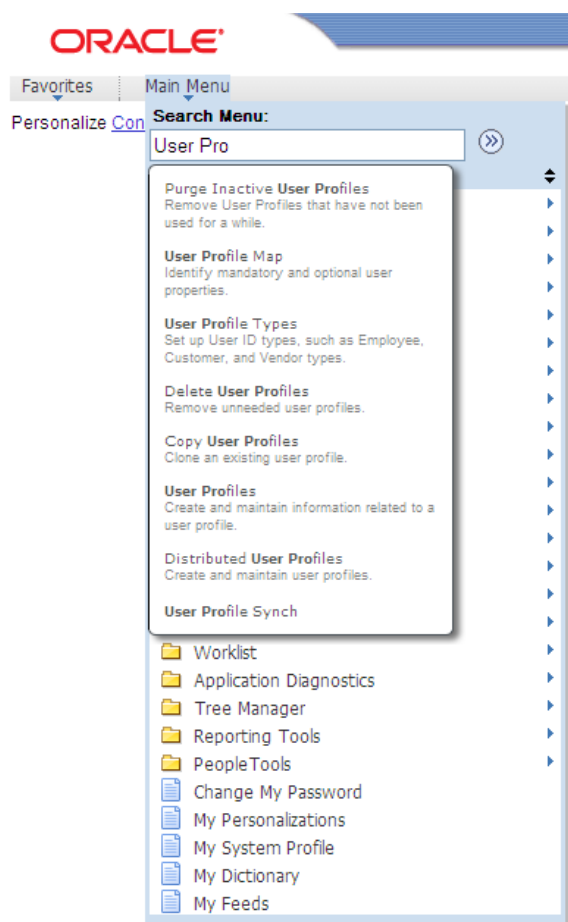 ORACLE
Favorites Main Menu
Personalize Con
Search Menu:
User Pro
Purge Inactive User Profiles
Remove User Profiles that have not been
used for a while.
User Profile Map
Identify mandatory and optional user
properties.
User Profile Types
Set up User ID types, such as Employee,
Customer, and Vendor types.
Delete User Profiles
Remove unneeded user profiles.
Copy User Profiles
Clone an existing user profile.
User Profiles
Create and maintain information related to a
user profile.
Distributed User Profiles
Create and maintain user profiles.
User Profile Synch
Worklist
Application Diagnostics
Tree Manager
Reporting Tools
PeopleTools
Change My Password
My Personalizations
My System Profile
My Dictionary
My Feeds